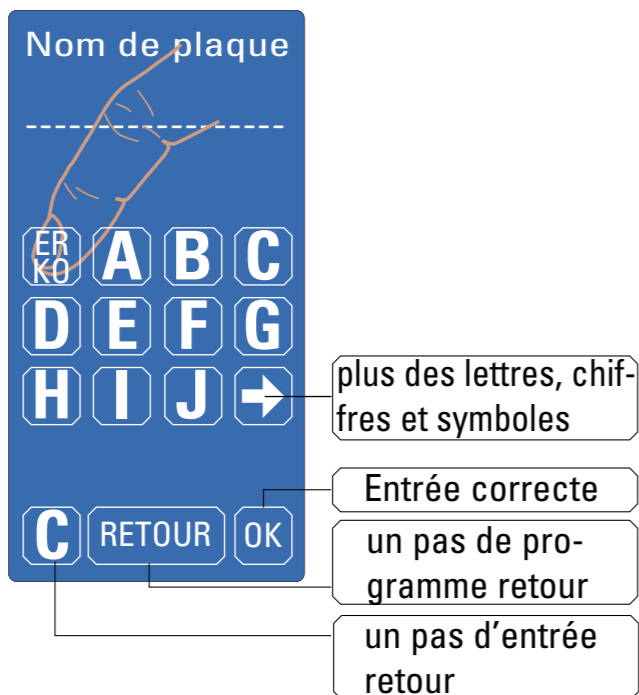 Nom de plaque
ER
KO
A B C
D E F G
H I J
plus des lettres, chif-
fres et symboles
Entrée correcte
C RETOUR OK
un pas de pro-
gramme retour
un pas d’entrée
retour